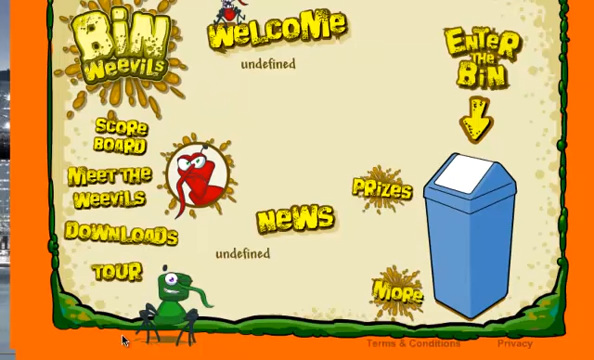 BiN
WEEVILS
WELCOME
undefined
ENTER
THE
BiN
SCORE
BOARD
MEET THE
WEEVILS
PRIZES
NEWS
DOWNLOADS
undefined
TOUR
MORE
Terms & Conditions
Privacy